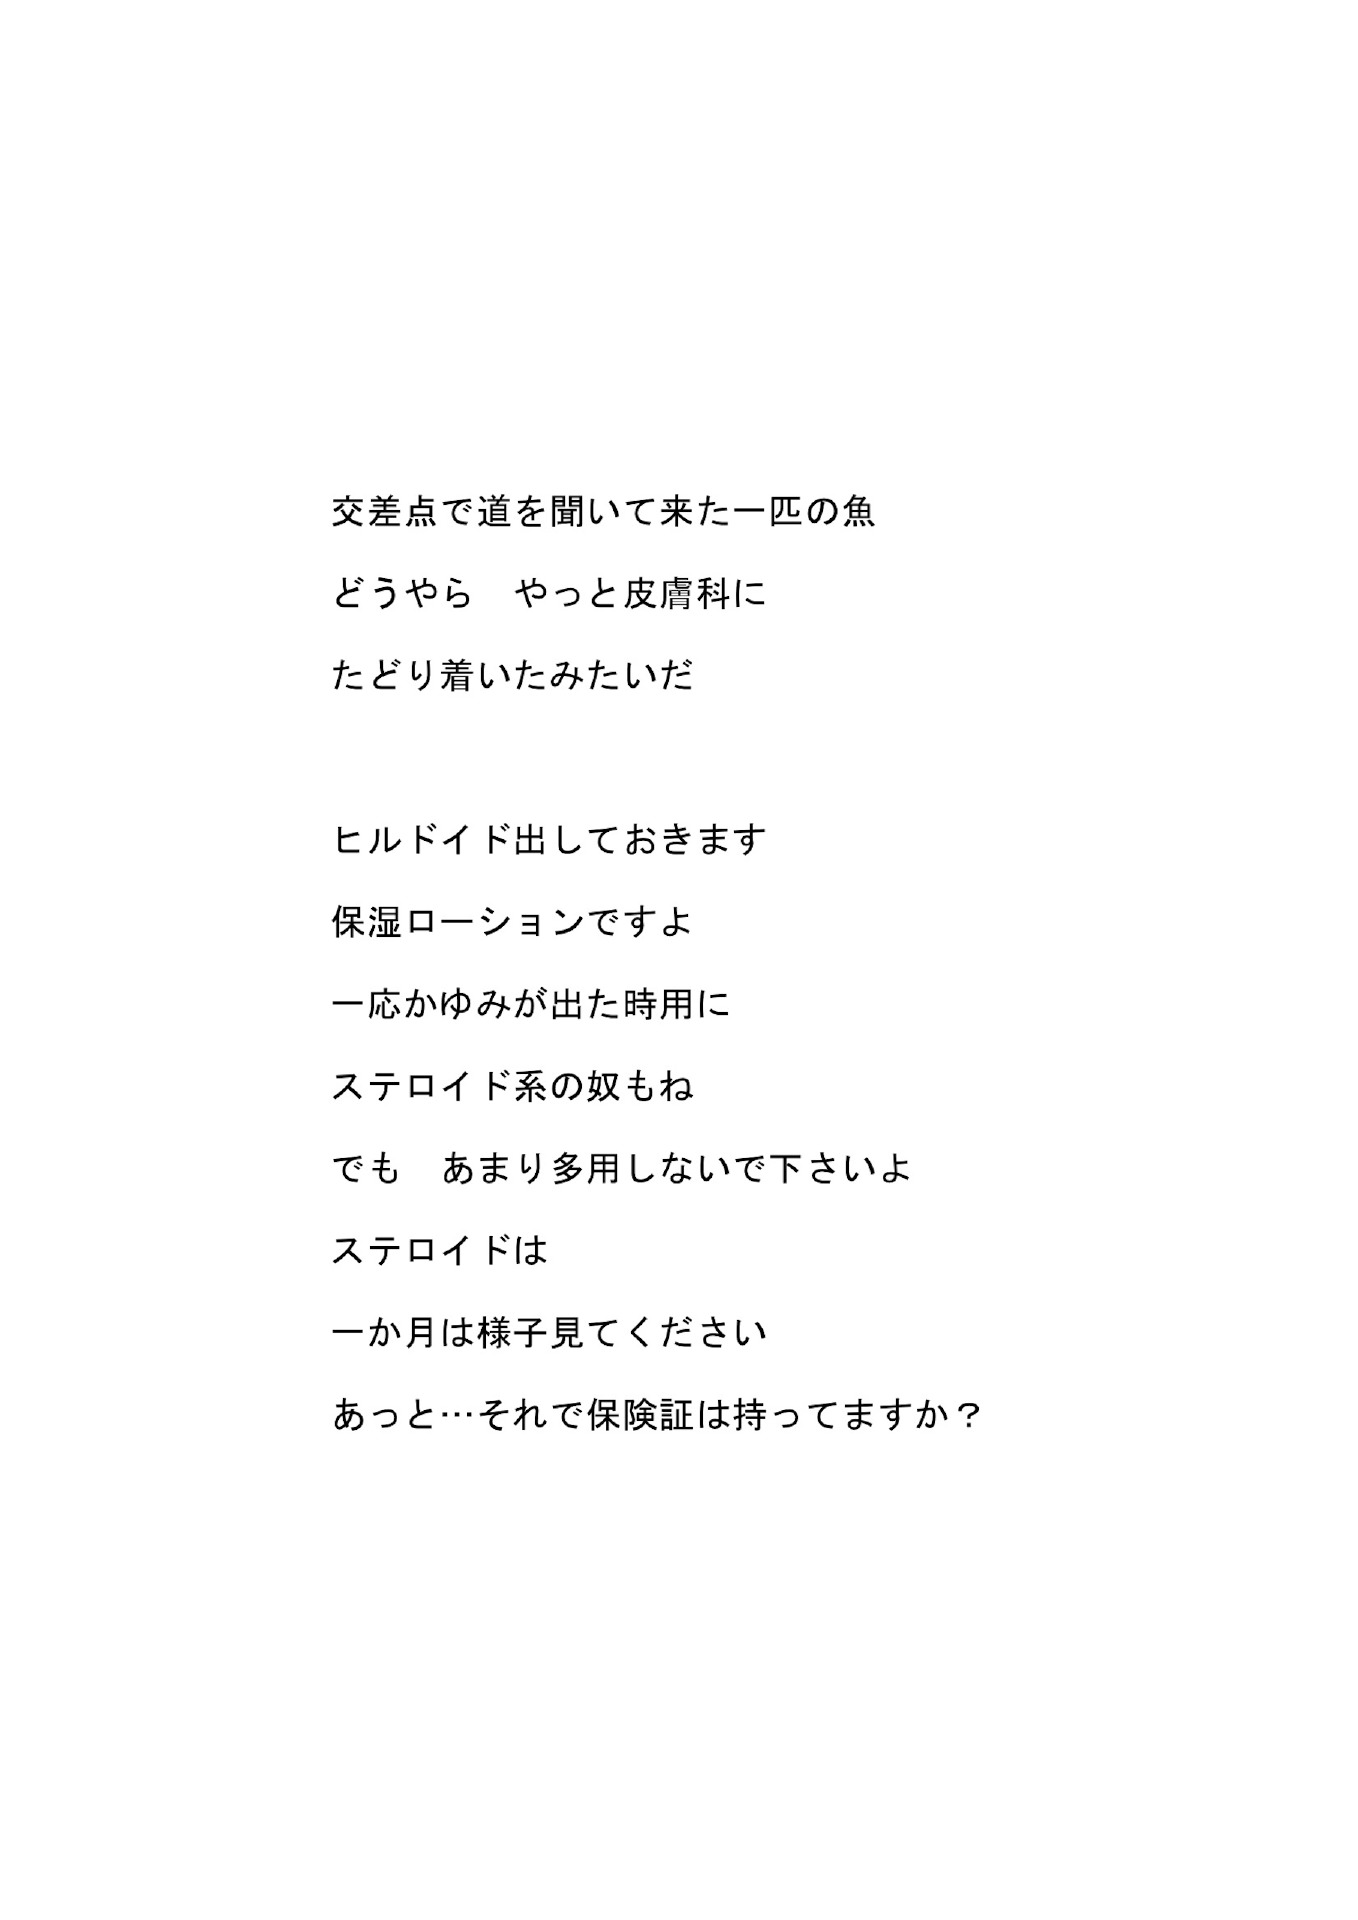 交差点で道を聞いて来た一匹の魚
どうやら　やっと皮膚科に
たどり着いたみたいだ
ヒルドイド出しておきます
保湿ローションですよ
一応かゆみが出た時用に
ステロイド系の奴もね
でも　あまり多用しないで下さいよ
ステロイドは
一か月は様子見てください
あっと…それで保険証は持ってますか？